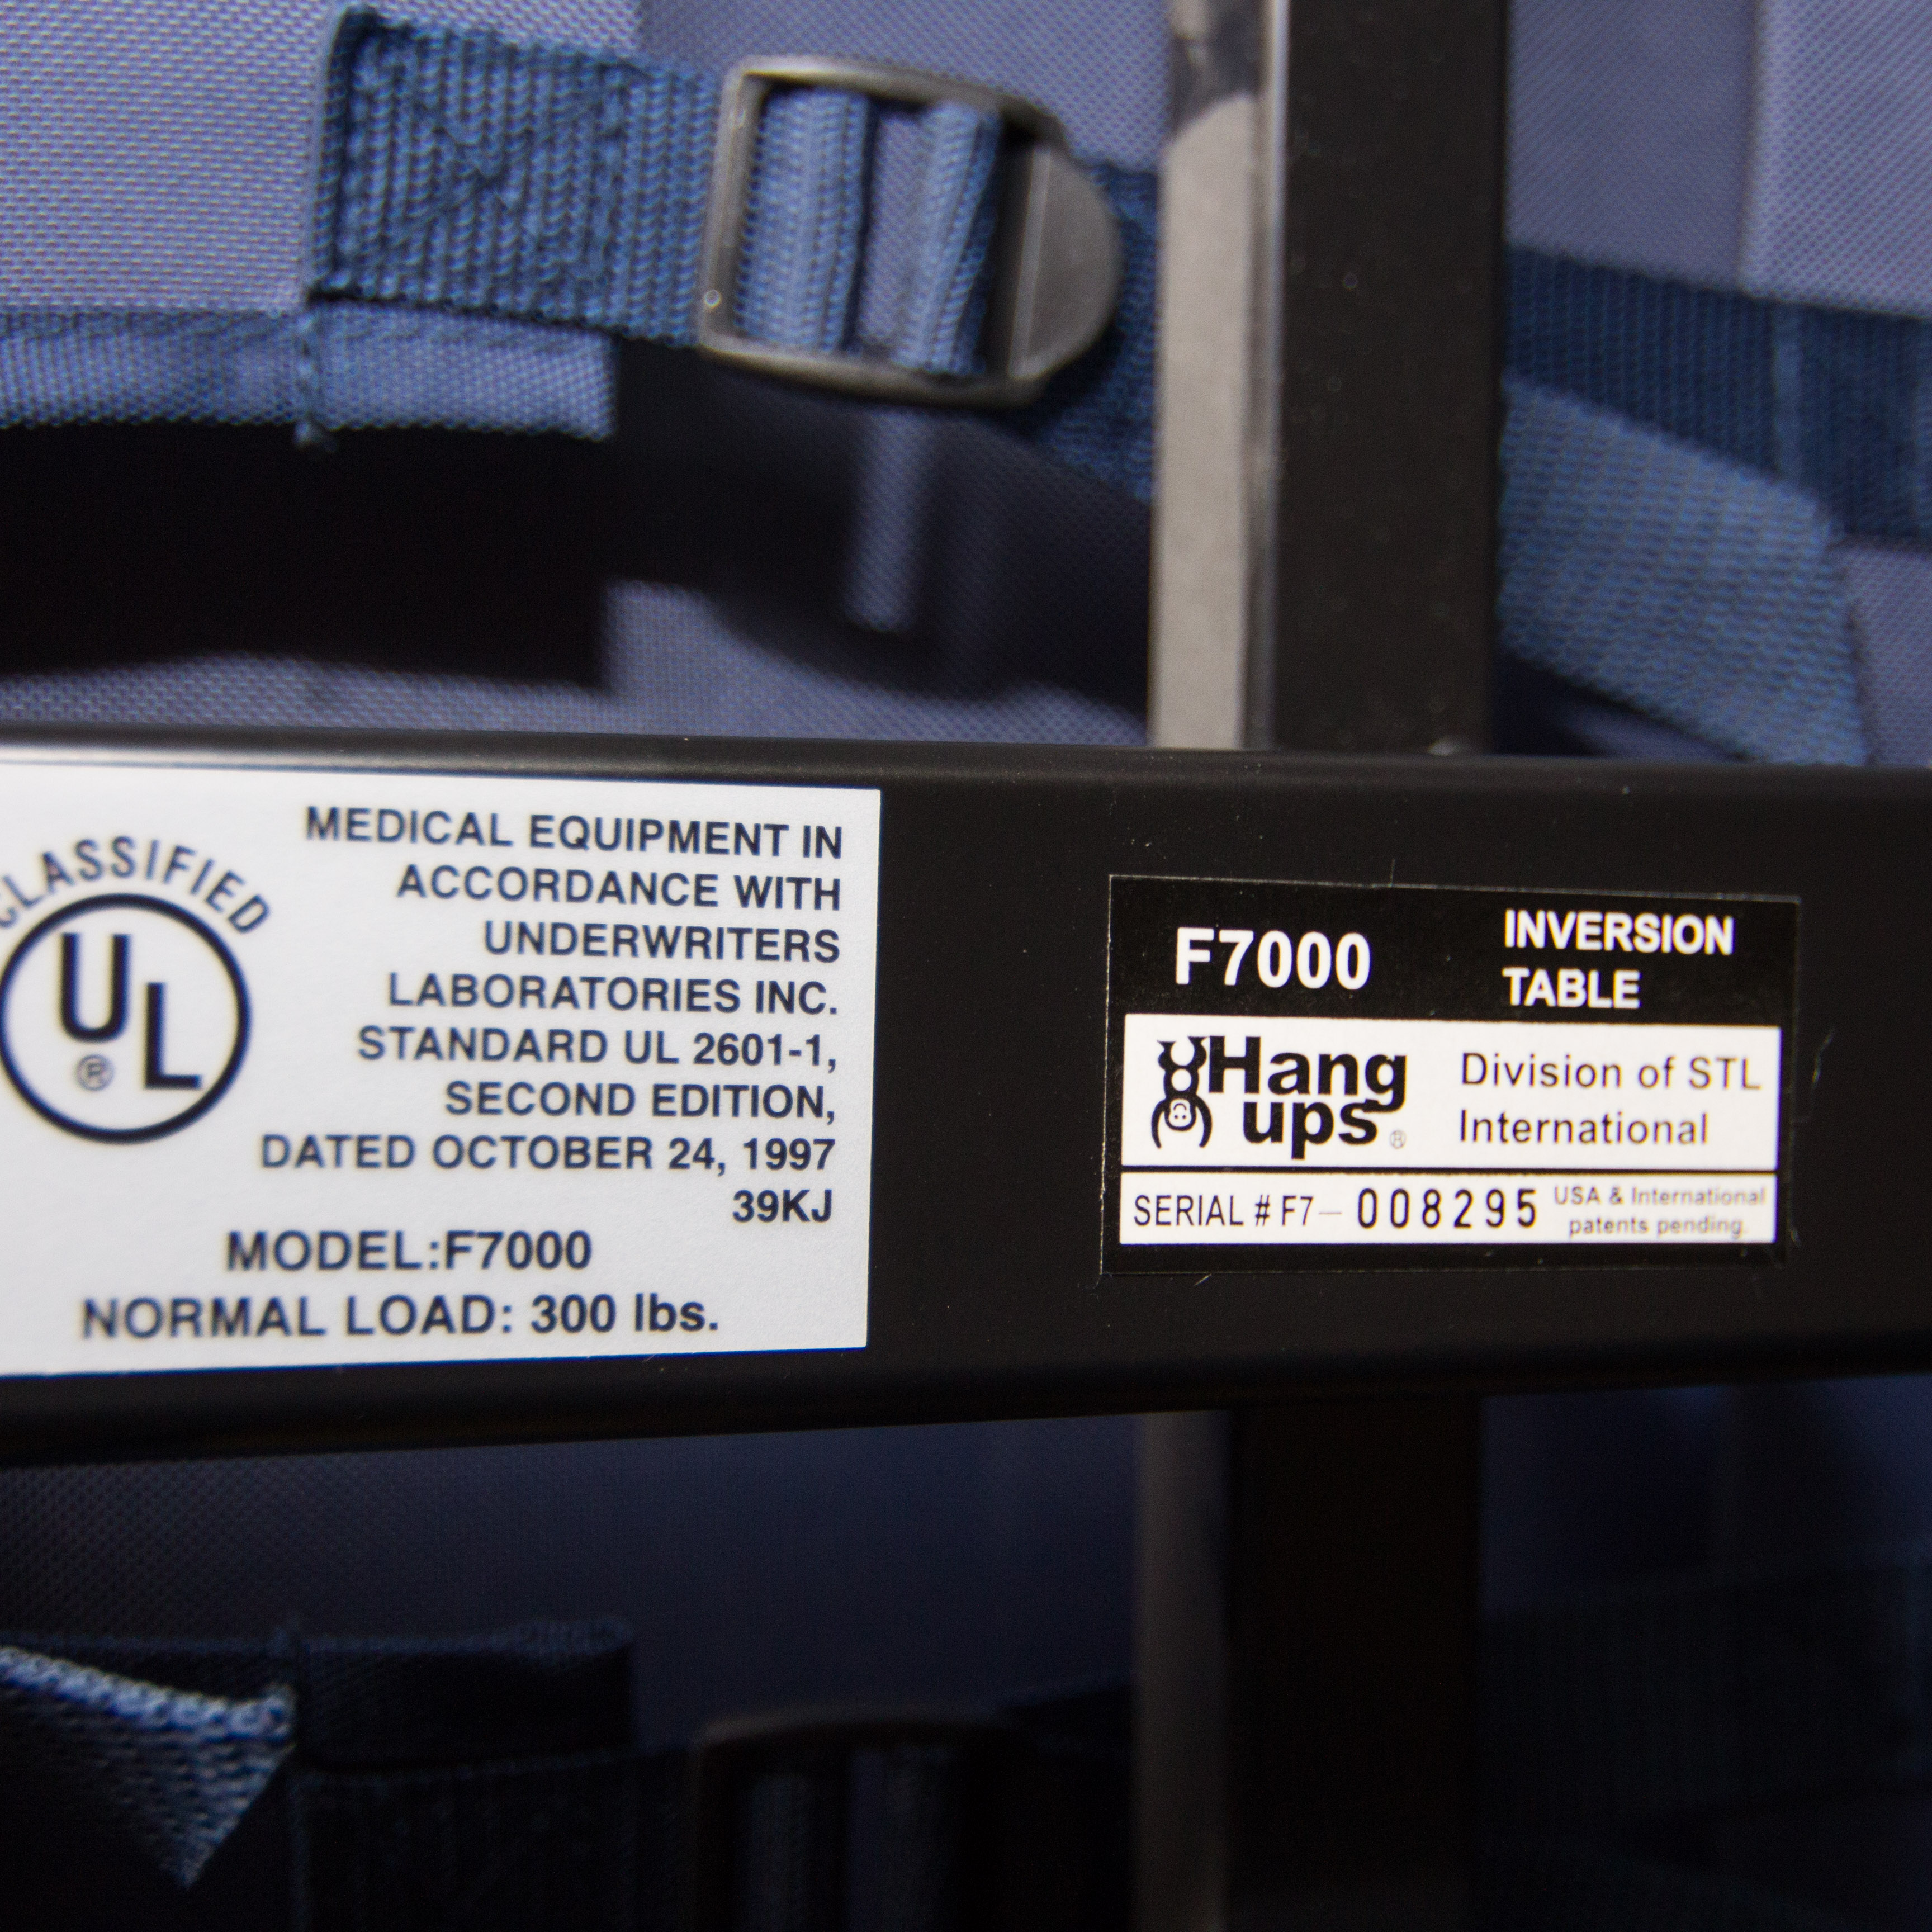 CLASSIFIED
UL
®
MEDICAL EQUIPMENT IN
ACCORDANCE WITH
UNDERWRITERS
LABORATORIES INC.
STANDARD UL 2601-1,
SECOND EDITION,
DATED OCTOBER 24, 1997
39KJ
MODEL:F7000
NORMAL LOAD: 300 lbs.
F7000
INVERSION
TABLE
Hang
ups®
Division of STL
International
SERIAL # F7- 008295
USA & International
patents pending.